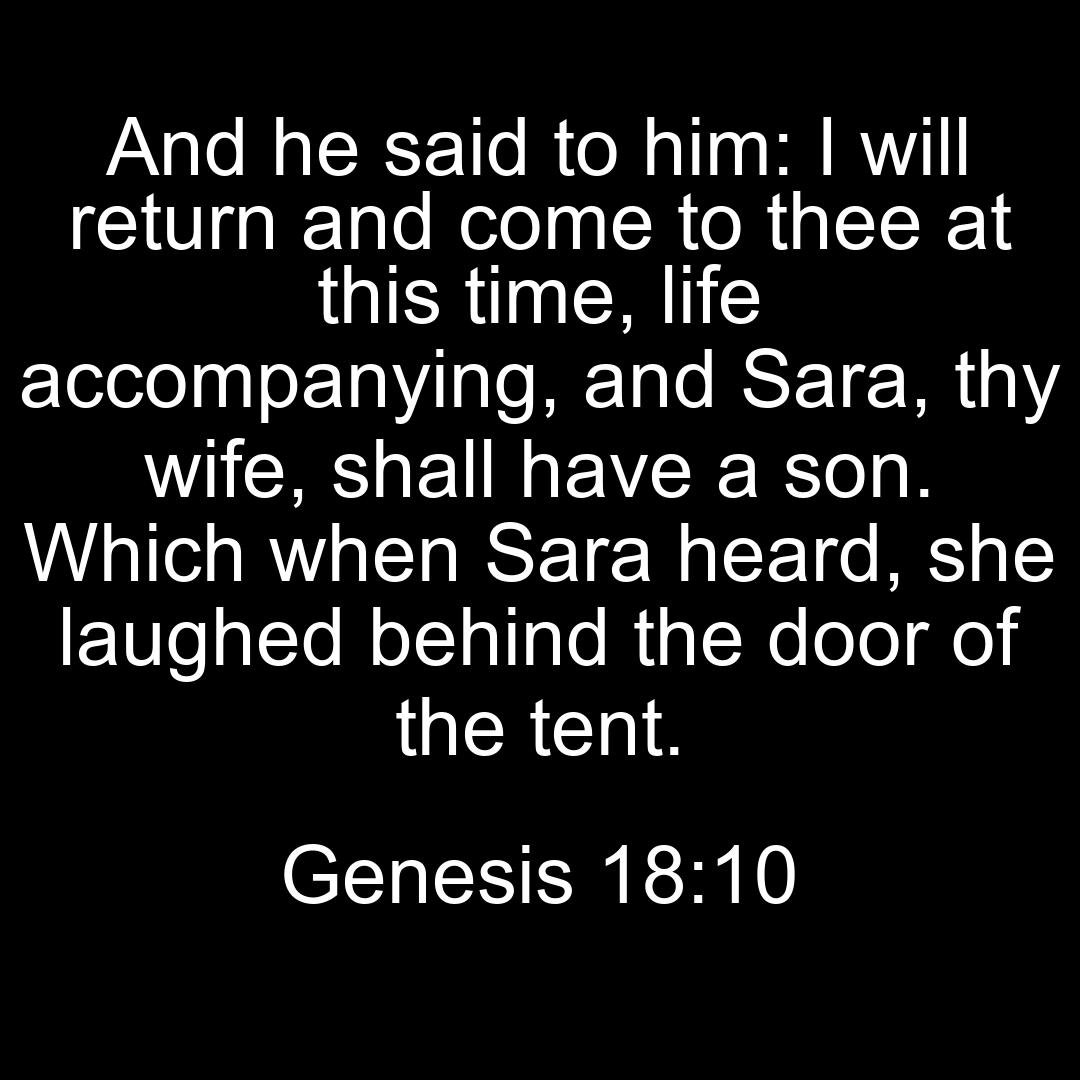 And he said to him: I will
return and come to thee at
this time, life
accompanying, and Sara, thy
wife, shall have a son.
Which when Sara heard, she
laughed behind the door of
the tent.
Genesis 18:10